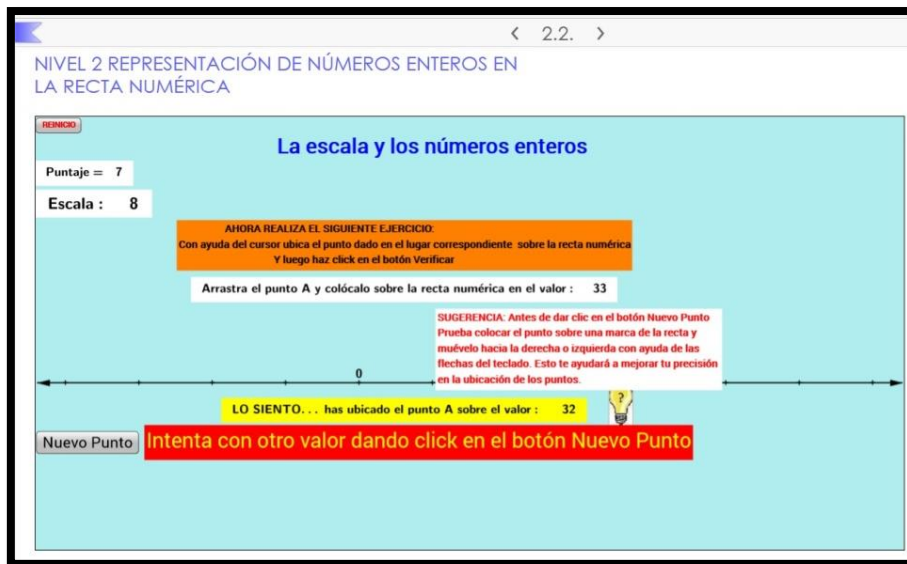 < 2.2. >
NIVEL 2 REPRESENTACIÓN DE NÚMEROS ENTEROS EN
LA RECTA NUMÉRICA
REINICIO
La escala y los números enteros
Puntaje = 7
Escala : 8
AHORA REALIZA EL SIGUIENTE EJERCICIO:
Con ayuda del cursor ubica el punto dado en el lugar correspondiente sobre la recta numérica
Y luego haz click en el botón Verificar
Arrastra el punto A y colócalo sobre la recta numérica en el valor : 33
SUGERENCIA: Antes de dar clic en el botón Nuevo Punto
Prueba colocar el punto sobre una marca de la recta y
muévelo hacia la derecha o izquierda con ayuda de las
flechas del teclado. Esto te ayudará a mejorar tu precisión
en la ubicación de los puntos.
0
LO SIENTO... has ubicado el punto A sobre el valor : 32
?
Nuevo Punto
Intenta con otro valor dando click en el botón Nuevo Punto